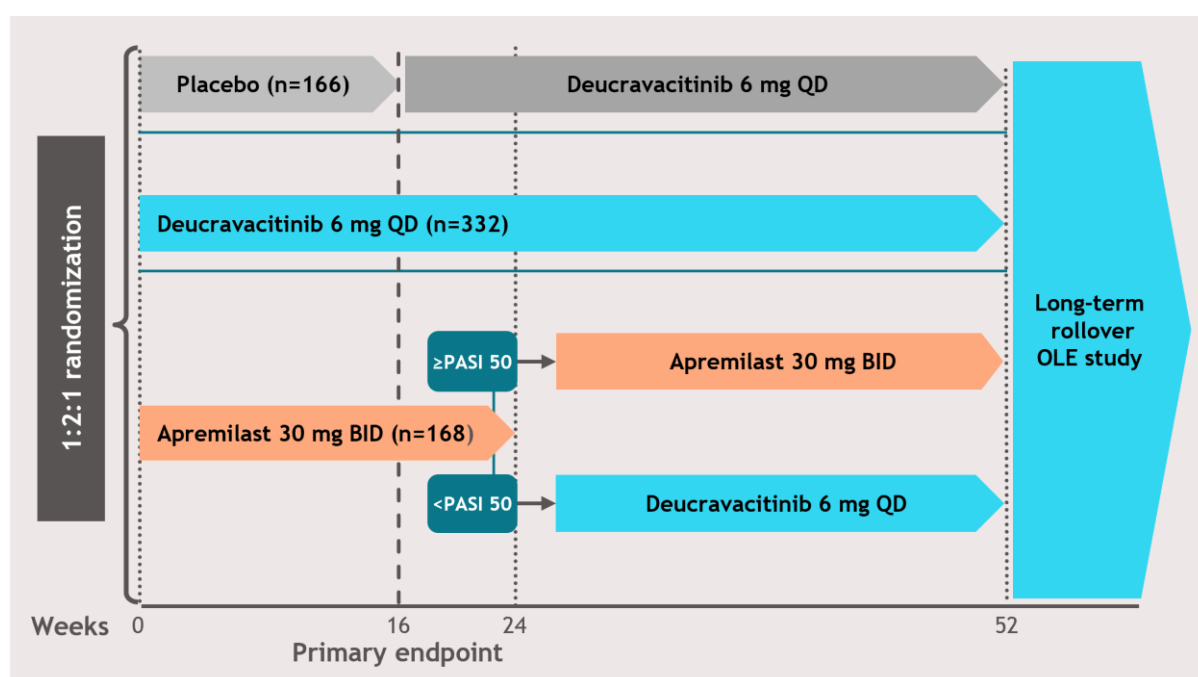 1:2:1 randomization
Placebo (n=166)
Deucravacitinib 6 mg QD
Deucravacitinib 6 mg QD (n=332)
≥PASI 50
Apremilast 30 mg BID
Apremilast 30 mg BID (n=168)
<PASI 50
Deucravacitinib 6 mg QD
Long-term
rollover
OLE study
Weeks 0 16 24 52
Primary endpoint